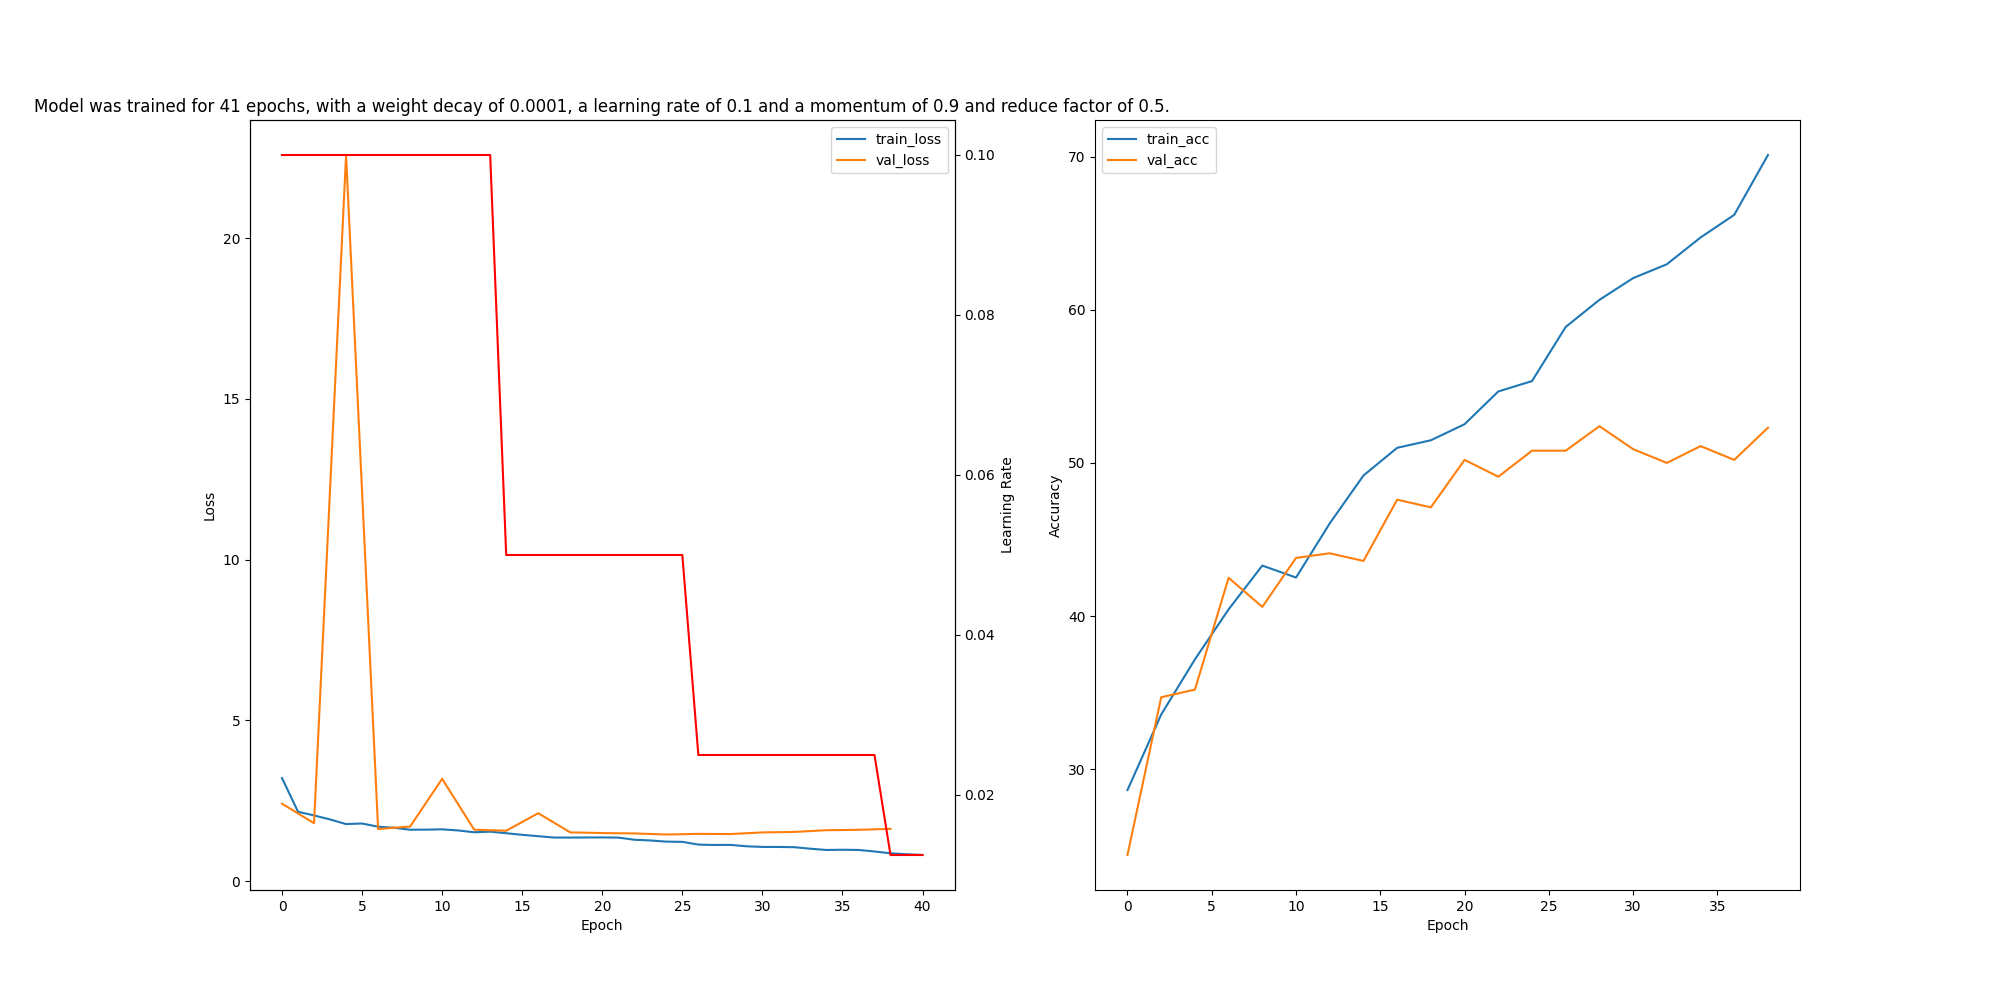 Model was trained for 41 epochs, with a weight decay of 0.0001, a learning rate of 0.1 and a momentum of 0.9 and reduce factor of 0.5.
train_loss
val_loss
20
15
10
5
0
Loss
0.10
0.08
0.06
0.04
0.02
Learning Rate
0 5 10 15 20 25 30 35 40
Epoch
train_acc
val_acc
70
60
50
40
30
Accuracy
0 5 10 15 20 25 30 35
Epoch